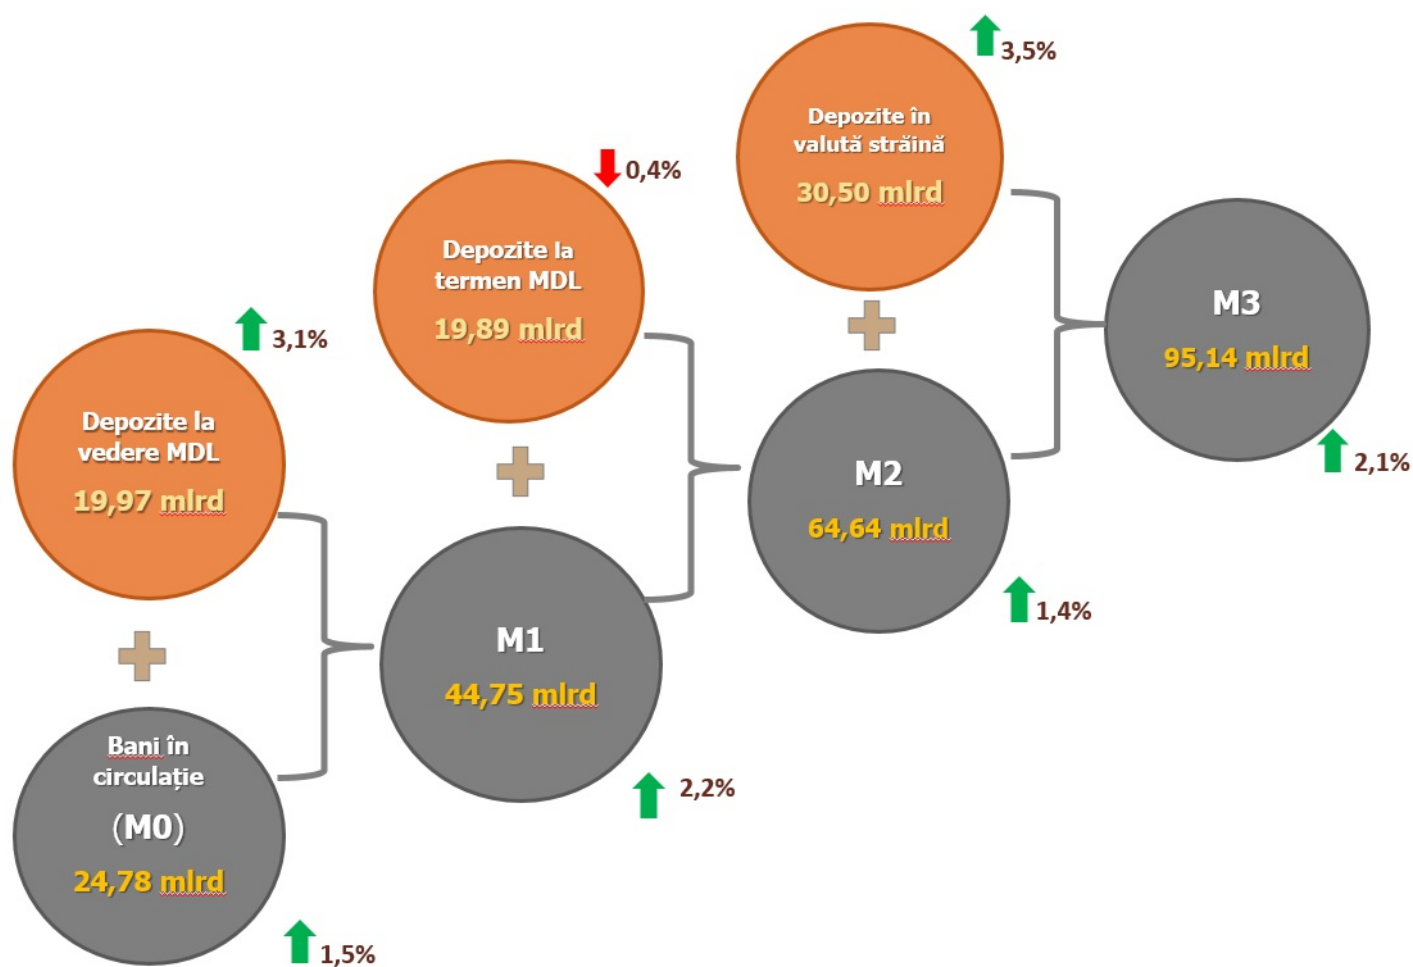 3,5%
Depozite în
valută străină
30,50 mlrd
0,4%
Depozite la
termen MDL
19,89 mlrd
M3
95,14 mlrd
2,1%
3,1%
Depozite la
vedere MDL
19,97 mlrd
M2
64,64 mlrd
1,4%
M1
44,75 mlrd
2,2%
Bani în
circulație
(M0)
24,78 mlrd
1,5%